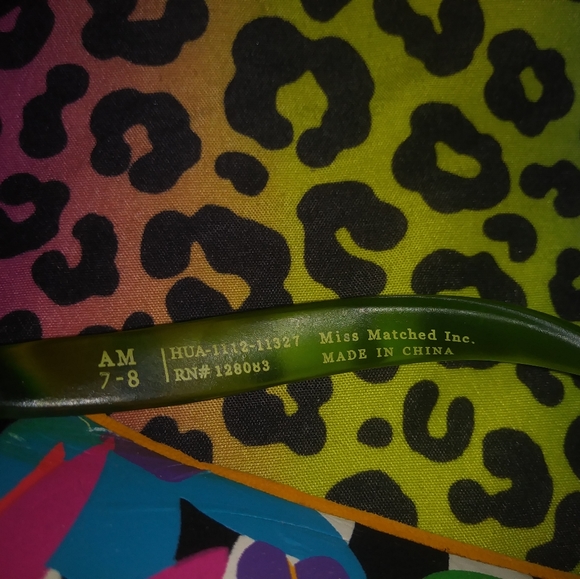 AM
7-8
HUA-1112-11327
RN# 128083
Miss Matched Inc.
MADE IN CHINA